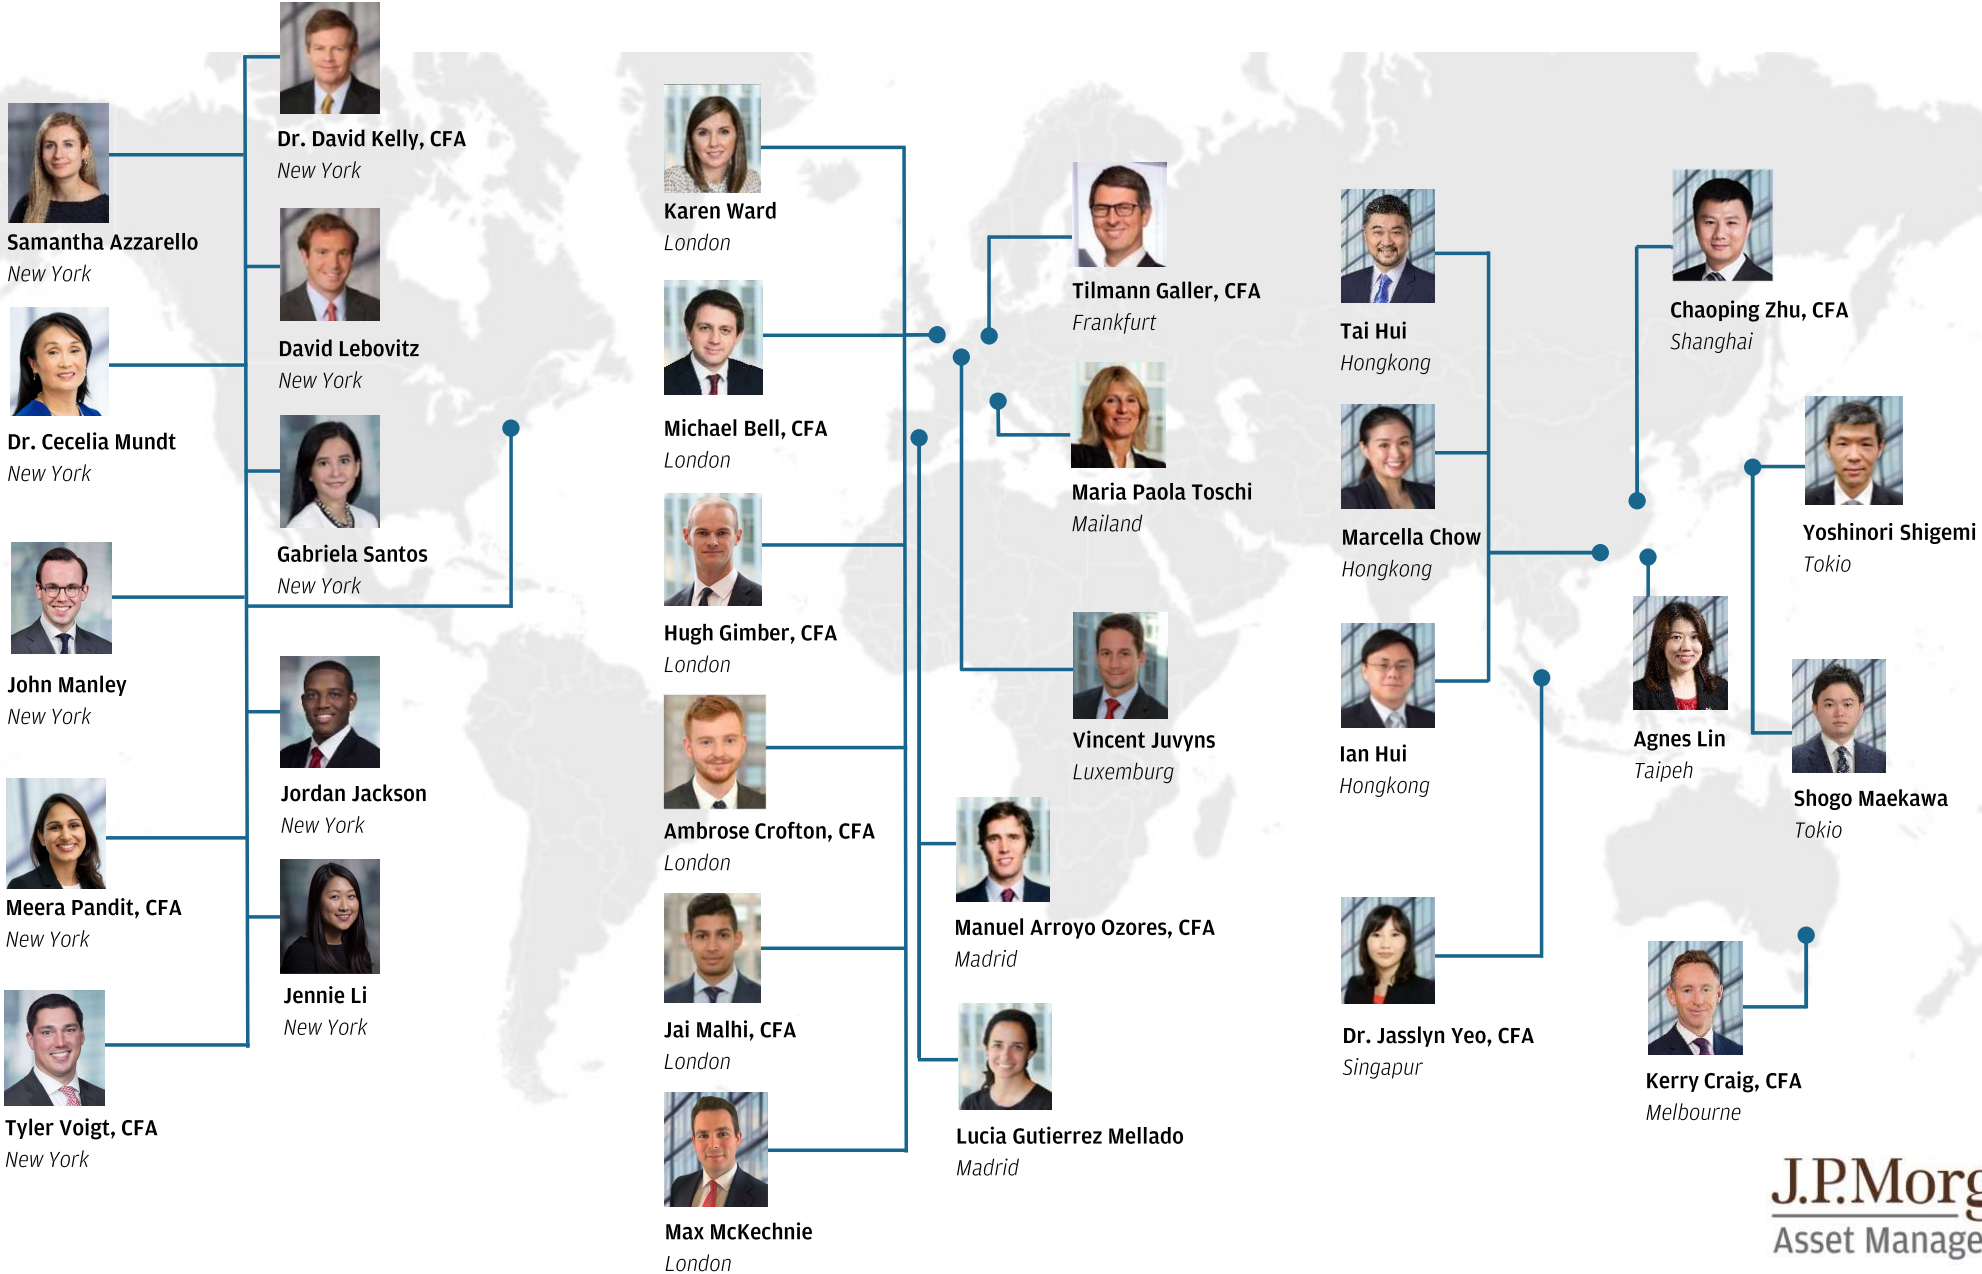 Dr. David Kelly, CFA
New York
Samantha Azzarello
New York
David Lebovitz
New York
Dr. Cecelia Mundt
New York
Gabriela Santos
New York
John Manley
New York
Jordan Jackson
New York
Meera Pandit, CFA
New York
Jennie Li
New York
Tyler Voigt, CFA
New York
Karen Ward
London
Michael Bell, CFA
London
Hugh Gimber, CFA
London
Ambrose Crofton, CFA
London
Jai Malhi, CFA
London
Max McKechnie
London
Tilmann Galler, CFA
Frankfurt
Maria Paola Toschi
Mailand
Vincent Juvyns
Luxemburg
Manuel Arroyo Ozores, CFA
Madrid
Lucia Gutierrez Mellado
Madrid
Tai Hui
Hongkong
Marcella Chow
Hongkong
Ian Hui
Hongkong
Dr. Jasslyn Yeo, CFA
Singapur
Chaoping Zhu, CFA
Shanghai
Yoshinori Shigemi
Tokio
Agnes Lin
Taipeh
Shogo Maekawa
Tokio
Kerry Craig, CFA
Melbourne
J.P.Morg
Asset Manage